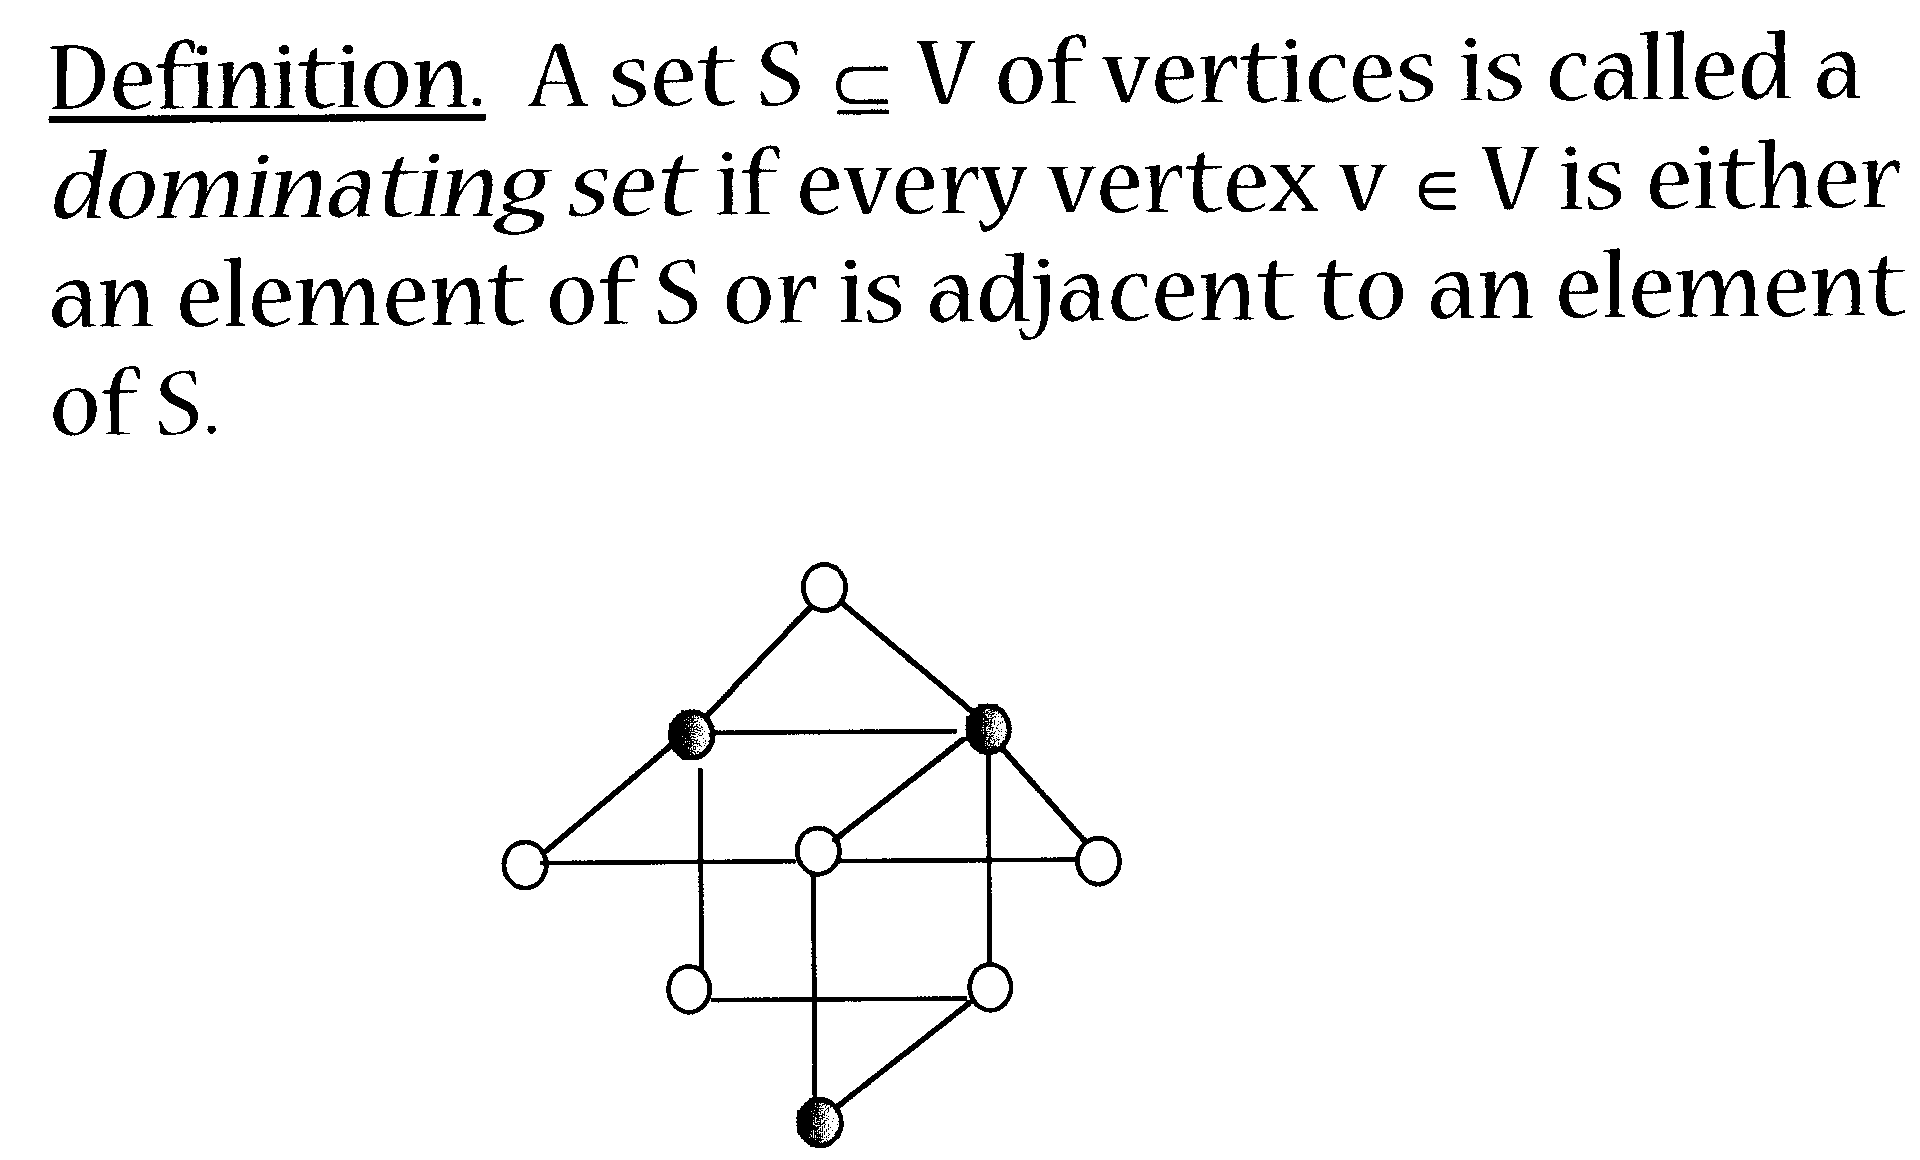 Definition. A set S ⊆ V of vertices is called a
dominating set if every vertex v ∈ V is either
an element of S or is adjacent to an element
of S.